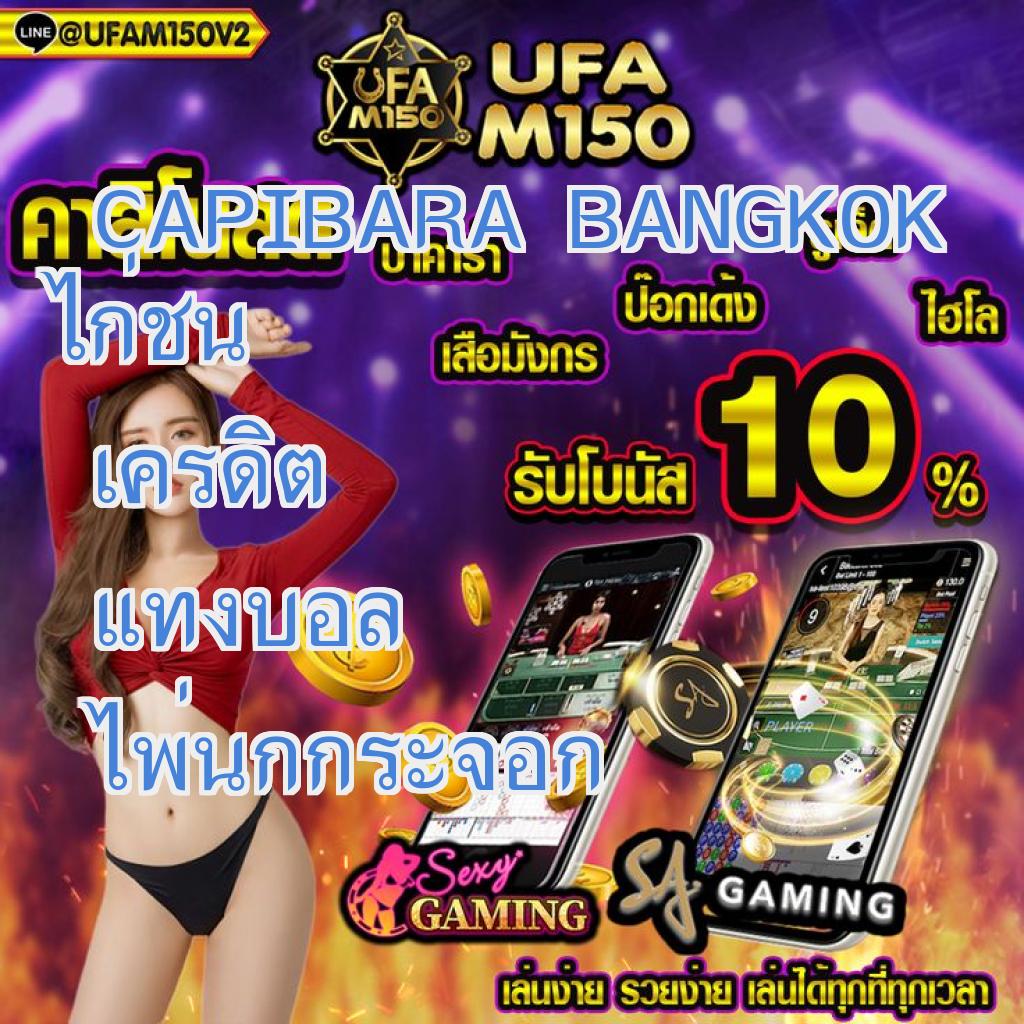 LINE @UFAM150V2
UFA
M150
UFA
M150
CAPIBARA BANGKOK
บาคาร่า
ไก่ชน
ป๊อกเด้ง
ไฮโล
เสือมังกร
10
เครดิต
รับโบนัส
%
แทงบอล
9
PLAYER
ไพ่นกกระจอก
Sexy
GAMING
SA GAMING
เล่นง่าย รวยง่าย เล่นได้ทุกที่ทุกเวลา